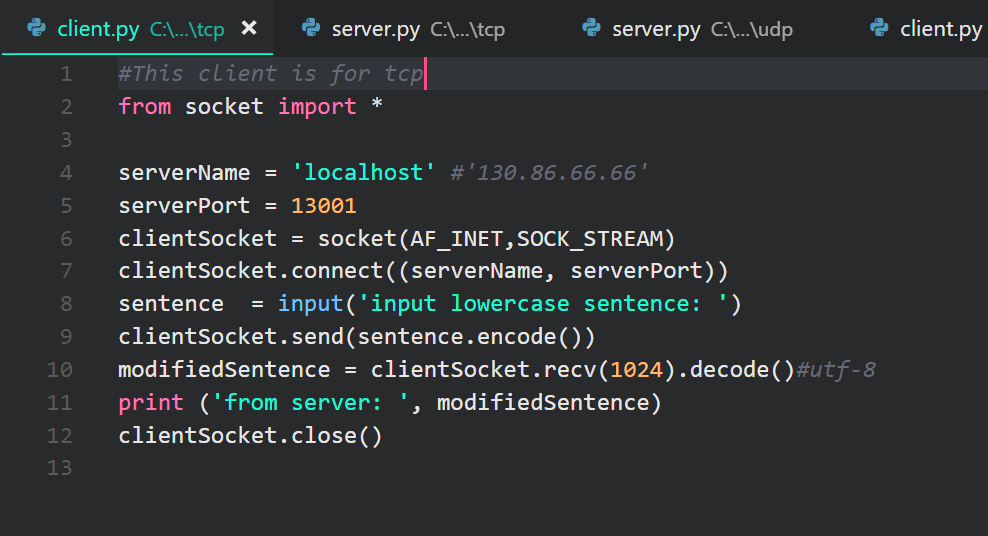 client.py C:\...\tcp × server.py C:\...\tcp server.py C:\...\udp client.py
1 #This client is for tcp
2 from socket import *
3
4 serverName = 'localhost' #'130.86.66.66'
5 serverPort = 13001
6 clientSocket = socket(AF_INET,SOCK_STREAM)
7 clientSocket.connect((serverName, serverPort))
8 sentence  = input('input lowercase sentence: ')
9 clientSocket.send(sentence.encode())
10 modifiedSentence = clientSocket.recv(1024).decode()#utf-8
11 print ('from server: ', modifiedSentence)
12 clientSocket.close()
13